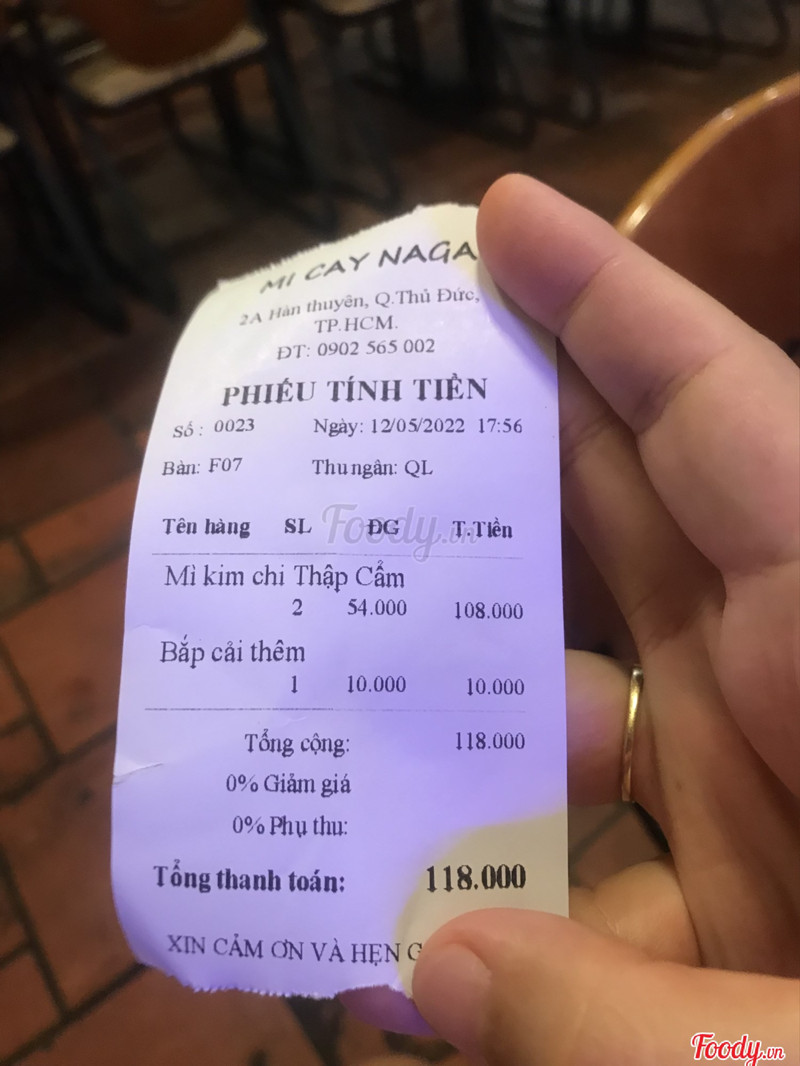 MI CAY NAGA
2A Hàn thuyên, Q.Thủ Đức,
TP.HCM.
ĐT: 0902 565 002
PHIẾU TÍNH TIỀN
Số : 0023 Ngày: 12/05/2022 17:56
Bàn: F07 Thu ngân: QL
Tên hàng SL ĐG T.Tiền
Foody.vn
Mì kim chi Thập Cẩm
2 54.000 108.000
Bắp cải thêm
1 10.000 10.000
Tổng cộng: 118.000
0% Giảm giá
0% Phụ thu:
Tổng thanh toán: 118.000
XIN CẢM ƠN VÀ HẸN
Foody.vn